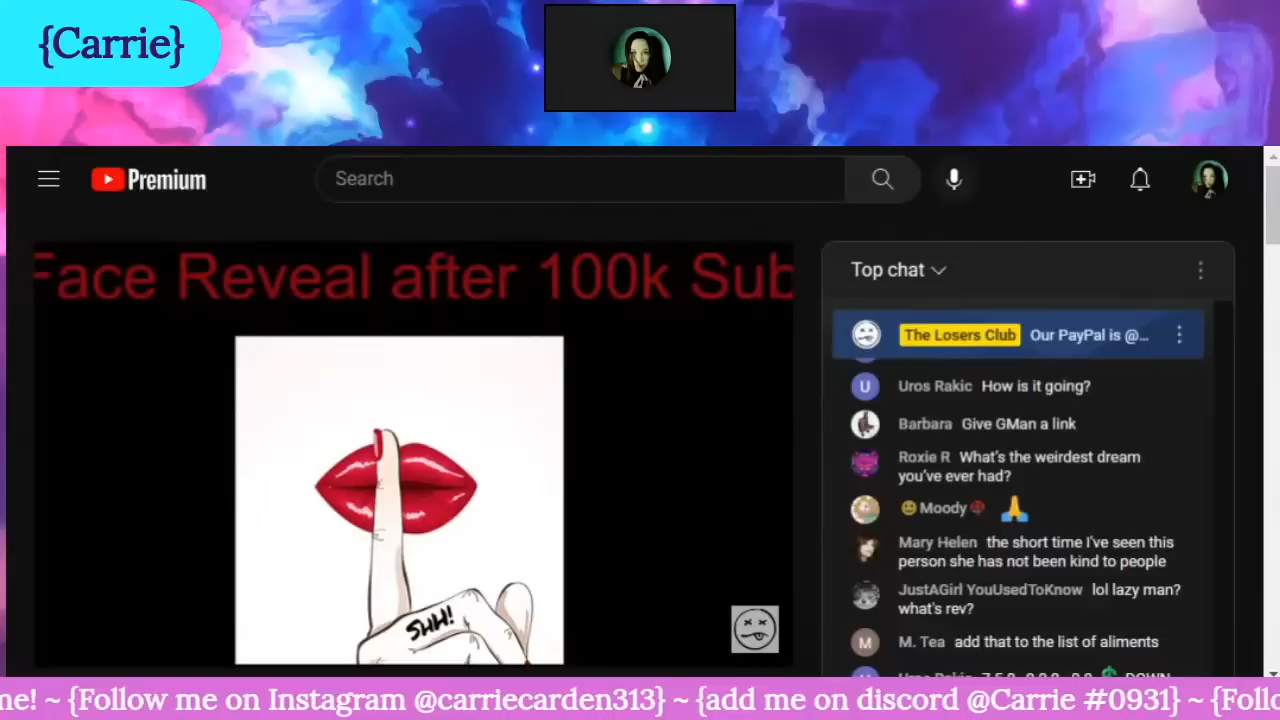 {Carrie}
Premium
Search
Face Reveal after 100k Sub
SHH!
Top chat
The Losers Club Our PayPal is @...
U Uros Rakic How is it going?
Barbara Give GMan a link
Roxie R What's the weirdest dream
you've ever had?
Moody
Mary Helen the short time I've seen this
person she has not been kind to people
JustAGirl YouUsedToKnow lol lazy man?
what's rev?
M M. Tea add that to the list of aliments
me! ~ {Follow me on Instagram @carriecarden313} ~ {add me on discord @Carrie #0931} ~ {Follo